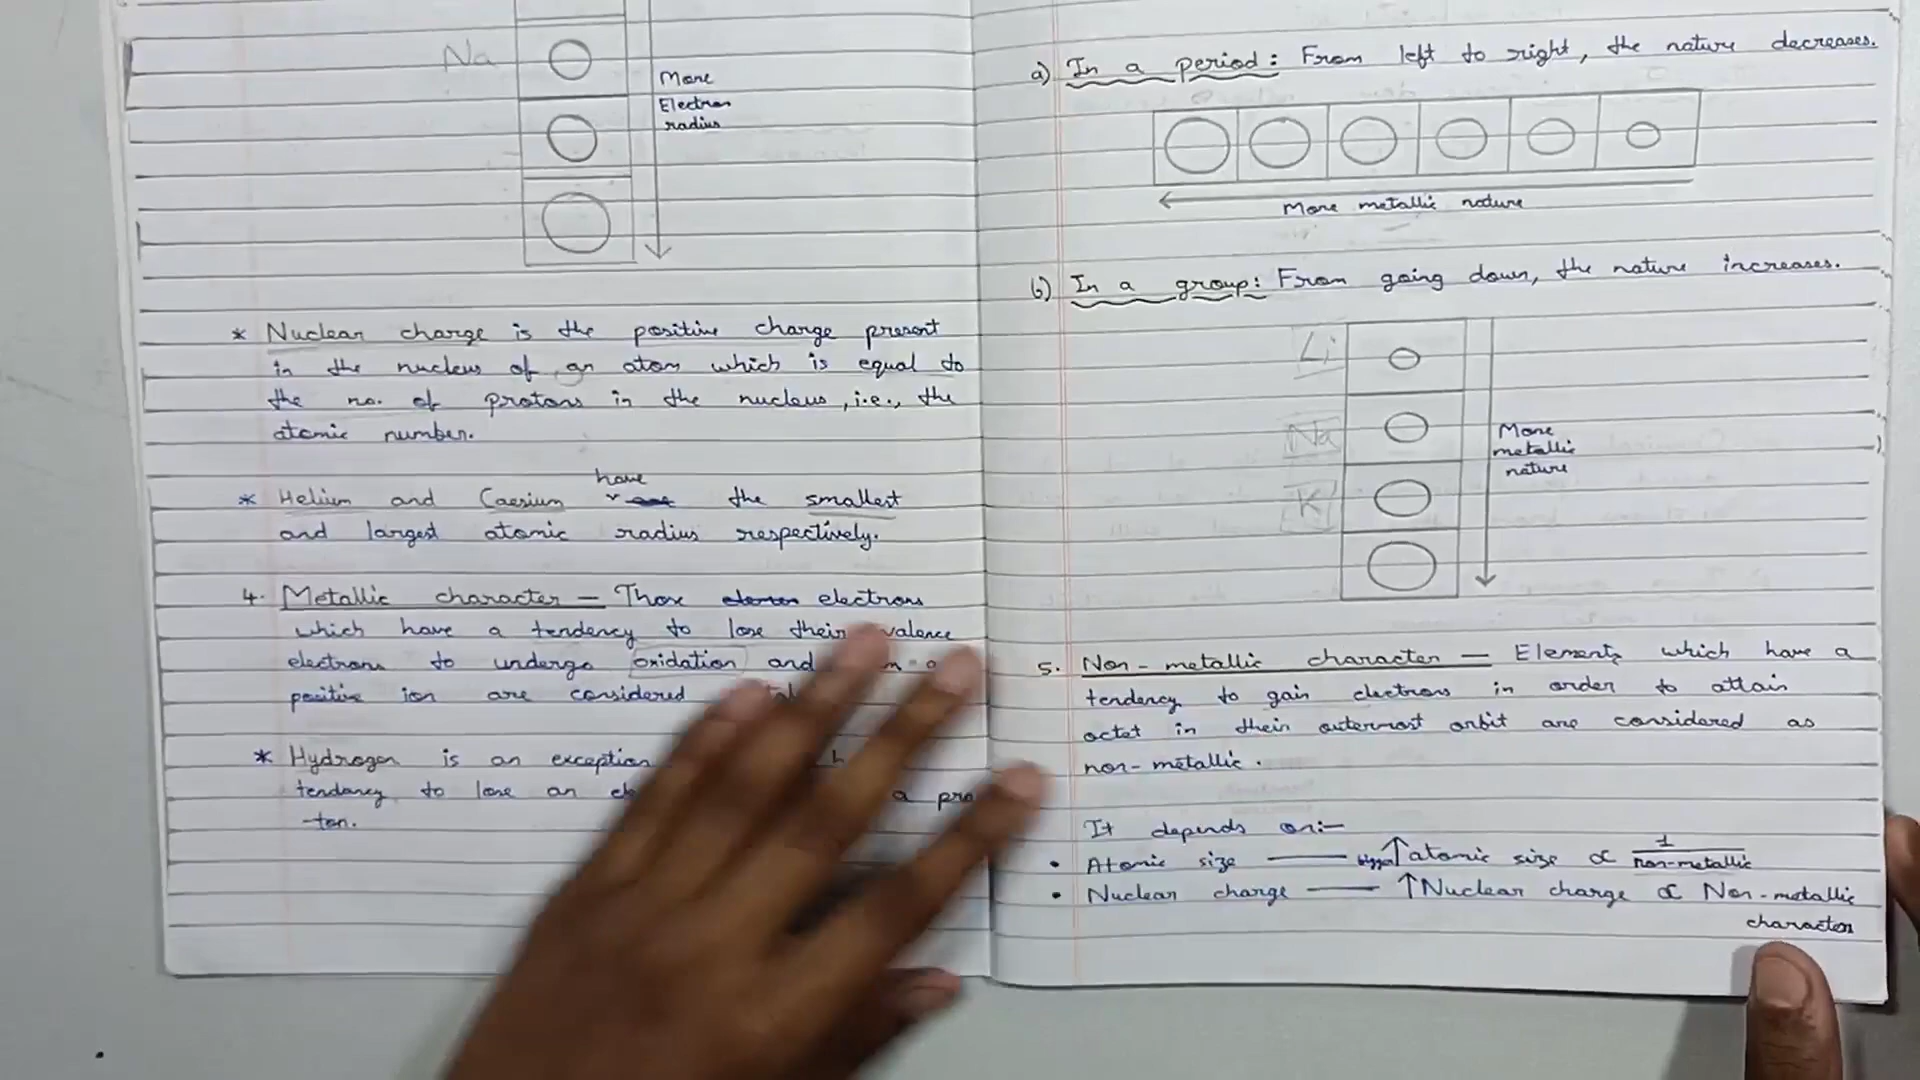 Na
More
Electron
radius
* Nuclear charge is the positive charge present
in the nucleus of an atom which is equal to
the no. of protons in the nucleus, i.e., the
atomic number.
have
* Helium and Caesium the smallest
and largest atomic radius respectively.
4. Metallic character - Those electrons
which have a tendency to lose their valence
electrons to undergo oxidation and
positive ion are considered
* Hydrogen is an exception
tendancy to lose an a pro
-ton.
a) In a period: From left to right, the nature decreases.
More metallic nature
b) In a group: From going down, the nature increases.
Li
Na
K
More
metallic
nature
5. Non-metallic character - Elements which have a
tendency to gain electrons in order to attain
octet in their outermost orbit are considered as
non-metallic.
It depends on:-
• Atomic size —— ↑ atomic size ∝ 1/non-metallic
• Nuclear charge —— ↑ Nuclear charge ∝ Non-metallic
character